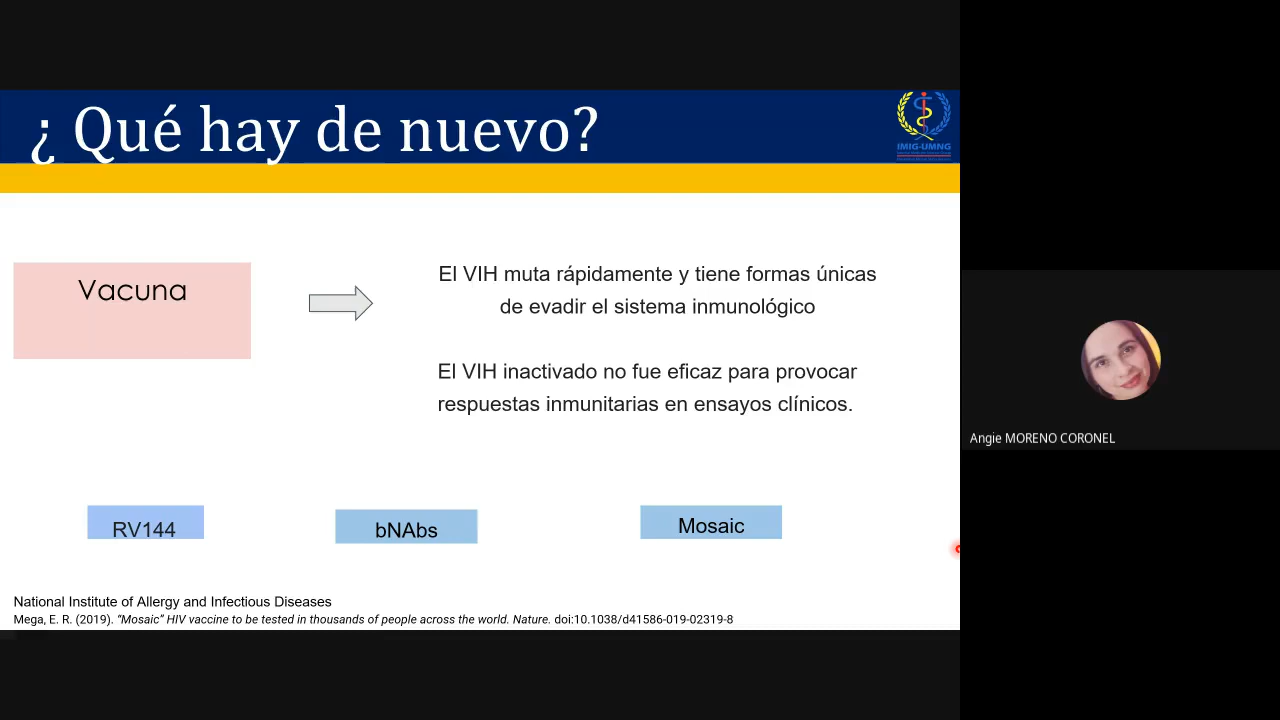 ¿ Qué hay de nuevo?
IMIG-UMNG
Vacuna
El VIH muta rápidamente y tiene formas únicas
de evadir el sistema inmunológico
El VIH inactivado no fue eficaz para provocar
respuestas inmunitarias en ensayos clínicos.
RV144
bNAbs
Mosaic
National Institute of Allergy and Infectious Diseases
Mega, E. R. (2019). “Mosaic” HIV vaccine to be tested in thousands of people across the world. Nature. doi:10.1038/d41586-019-02319-8
Angie MORENO CORONEL